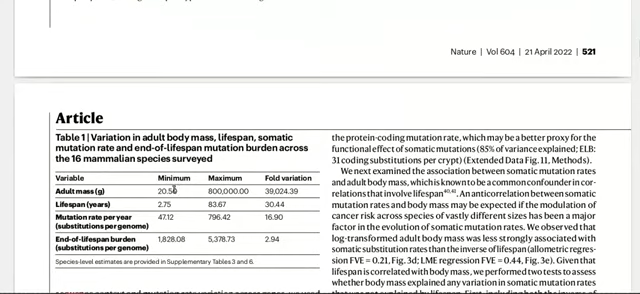 Nature | Vol 604 | 21 April 2022 | 521
Article
Table 1 | Variation in adult body mass, lifespan, somatic
mutation rate and end-of-lifespan mutation burden across
the 16 mammalian species surveyed
Variable Minimum Maximum Fold variation
Adult mass (g) 20.50 800,000.00 39,024.39
Lifespan (years) 2.75 83.67 30.44
Mutation rate per year
(substitutions per genome) 47.12 796.42 16.90
End-of-lifespan burden
(substitutions per genome) 1,828.08 5,378.73 2.94
Species-level estimates are provided in Supplementary Tables 3 and 6.
the protein-coding mutation rate, which may be a better proxy for the
functional effect of somatic mutations (85% of variance explained; ELB:
31 coding substitutions per crypt) (Extended Data Fig. 11, Methods).
We next examined the association between somatic mutation rates
and adult body mass, which is known to be a common confounder in cor-
relations that involve lifespan40,42. An anticorrelation between somatic
mutation rates and body mass may be expected if the modulation of
cancer risk across species of vastly different sizes has been a major
factor in the evolution of somatic mutation rates. We observed that
log-transformed adult body mass was less strongly associated with
somatic substitution rates than the inverse of lifespan (allometric regres-
sion FVE = 0.21, Fig. 3d; LME regression FVE = 0.44, Fig. 3e). Given that
lifespan is correlated with body mass, we performed two tests to assess
whether body mass explained any variation in somatic mutation rates